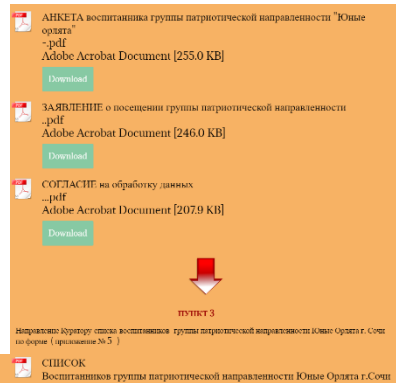 АНКЕТА воспитанника группы патриотической направленности "Юные
орлята"
-.pdf
Adobe Acrobat Document [255.0 KB]
Download
ЗАЯВЛЕНИЕ о посещении группы патриотической направленности
..pdf
Adobe Acrobat Document [246.0 KB]
Download
СОГЛАСИЕ на обработку данных
...pdf
Adobe Acrobat Document [207.9 KB]
Download
ПУНКТ 3
Направление Куратору списка воспитанников группы патриотической направленности Юные Орлята г. Сочи
по форме ( приложение № 5 )
СПИСОК
Воспитанников группы патриотической направленности Юные Орлята г.Сочи